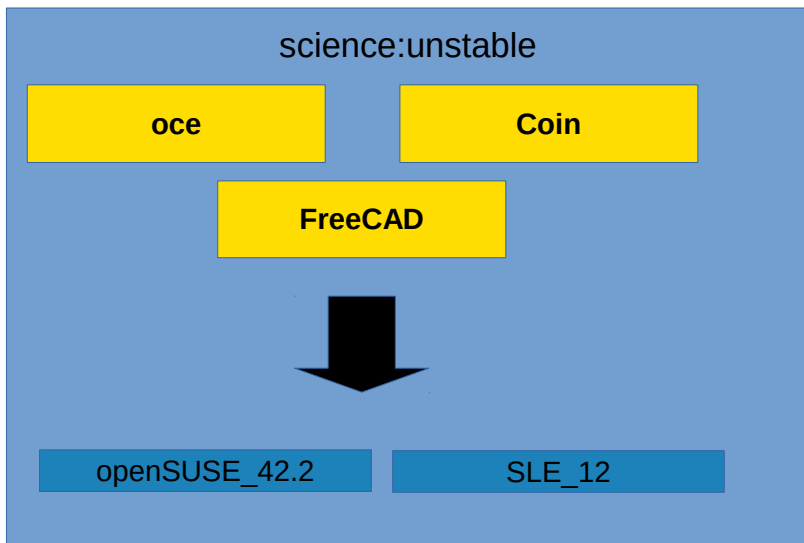 science:unstable
oce
Coin
FreeCAD
openSUSE_42.2
SLE_12